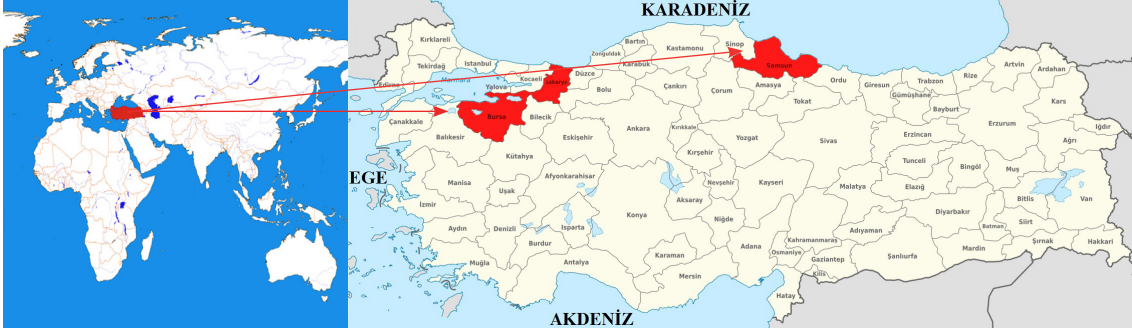 KARADENİZ
Kırklareli
Tekirdağ
Edirne
Istanbul
Marmara
Yalova
Kocaeli
Sakarya
Düzce
Zonguldak
Bartın
Karabuk
Kastamonu
Sinop
Samsun
Ordu
Giresun
Trabzon
Rize
Artvin
Ardahan
Gümüşhane
Bayburt
Kars
Iğdır
Ağrı
Erzurum
Erzincan
Tokat
Amasya
Çorum
Çankırı
Bolu
Bilecik
Bursa
Çanakkale
Balıkesir
Eskişehir
Ankara
Kırıkkale
Yozgat
Sivas
Tunceli
Bingöl
Muş
Van
Bitlis
Kütahya
Afyonkarahisar
Kırşehir
Nevşehir
Kayseri
Malatya
Elazığ
Diyarbakır
Batman
Siirt
Şırnak
Hakkari
EGE
Manisa
Uşak
İzmir
Aydın
Denizli
Isparta
Burdur
Konya
Aksaray
Niğde
Adana
Kahramanmaraş
Osmaniye
Gaziantep
Kilis
Adıyaman
Şanlıurfa
Mardin
Muğla
Antalya
Karaman
Mersin
Hatay
AKDENİZ